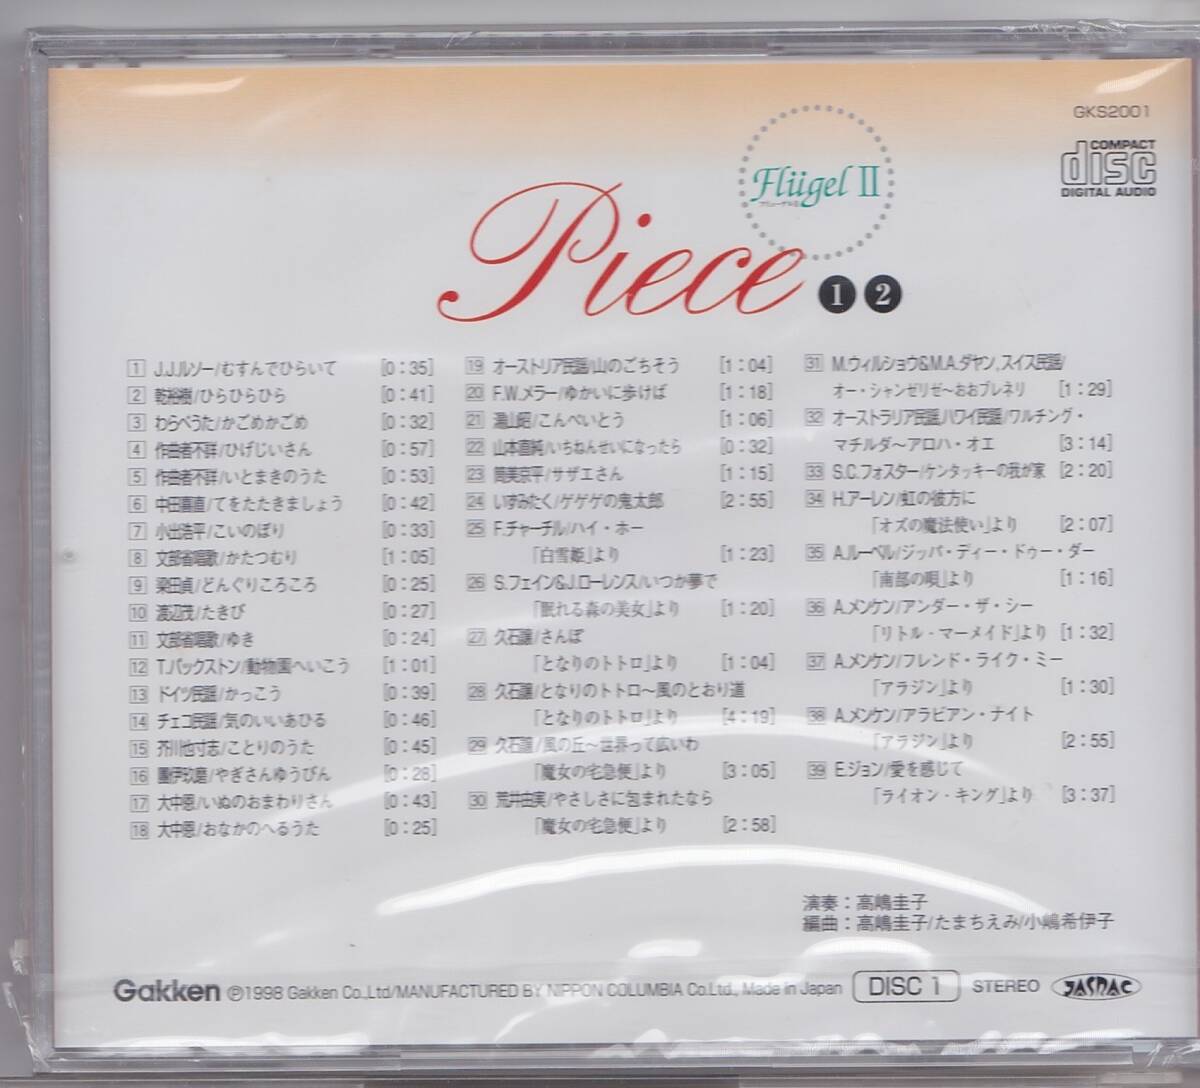 GKS2001
COMPACT
disc
DIGITAL AUDIO
Flügel II
フリューゲルII
Piece 1 2
1 J.J.ルソー/むすんでひらいて [0:35]
2 乾裕樹/ひらひらひら [0:41]
3 わらべうた/かごめかごめ [0:32]
4 作曲者不詳/ひげじいさん [0:57]
5 作曲者不詳/いとまきのうた [0:53]
6 中田喜直/てをたたきましょう [0:42]
7 小出浩平/こいのぼり [0:33]
8 文部省唱歌/かたつむり [1:05]
9 梁田貞/どんぐりころころ [0:25]
10 渡辺茂/たきび [0:27]
11 文部省唱歌/ゆき [0:24]
12 T.バックストン/動物園へいこう [1:01]
13 ドイツ民謡/かっこう [0:39]
14 チェコ民謡/気のいいあひる [0:46]
15 芥川也寸志/ことりのうた [0:45]
16 團伊玖磨/やぎさんゆうびん [0:28]
17 大中恩/いぬのおまわりさん [0:43]
18 大中恩/おなかのへるうた [0:25]
19 オーストリア民謡/山のごちそう [1:04]
20 F.W.メラー/ゆかいに歩けば [1:18]
21 湯山昭/こんぺいとう [1:06]
22 山本直純/いちねんせいになったら [0:32]
23 筒美京平/サザエさん [1:15]
24 いずみたく/ゲゲゲの鬼太郎 [2:55]
25 F.チャーチル/ハイ・ホー
「白雪姫」より [1:23]
26 S.フェイン&J.ローレンス/いつか夢で
「眠れる森の美女」より [1:20]
27 久石譲/さんぽ
「となりのトトロ」より [1:04]
28 久石譲/となりのトトロ〜風のとおり道
「となりのトトロ」より [4:19]
29 久石譲/風の丘〜世界って広いわ
「魔女の宅急便」より [3:05]
30 荒井由実/やさしさに包まれたなら
「魔女の宅急便」より [2:58]
31 M.ウィルショウ&M.A.ダヤン,スイス民謡/
オー・シャンゼリゼ〜おおブレネリ [1:29]
32 オーストラリア民謡,ハワイ民謡/ワルチング・
マチルダ〜アロハ・オエ [3:14]
33 S.C.フォスター/ケンタッキーの我が家 [2:20]
34 H.アーレン/虹の彼方に
「オズの魔法使い」より [2:07]
35 A.ルーベル/ジッパ・ディー・ドゥー・ダー
「南部の唄」より [1:16]
36 A.メンケン/アンダー・ザ・シー
「リトル・マーメイド」より [1:32]
37 A.メンケン/フレンド・ライク・ミー
「アラジン」より [1:30]
38 A.メンケン/アラビアン・ナイト
「アラジン」より [2:55]
39 E.ジョン/愛を感じて
「ライオン・キング」より [3:37]
演奏：高嶋圭子
編曲：高嶋圭子/たまちえみ/小嶋希伊子
Gakken ℗1998 Gakken Co.,Ltd/MANUFACTURED BY NIPPON COLUMBIA Co.Ltd., Made in Japan DISC 1 STEREO JASRAC